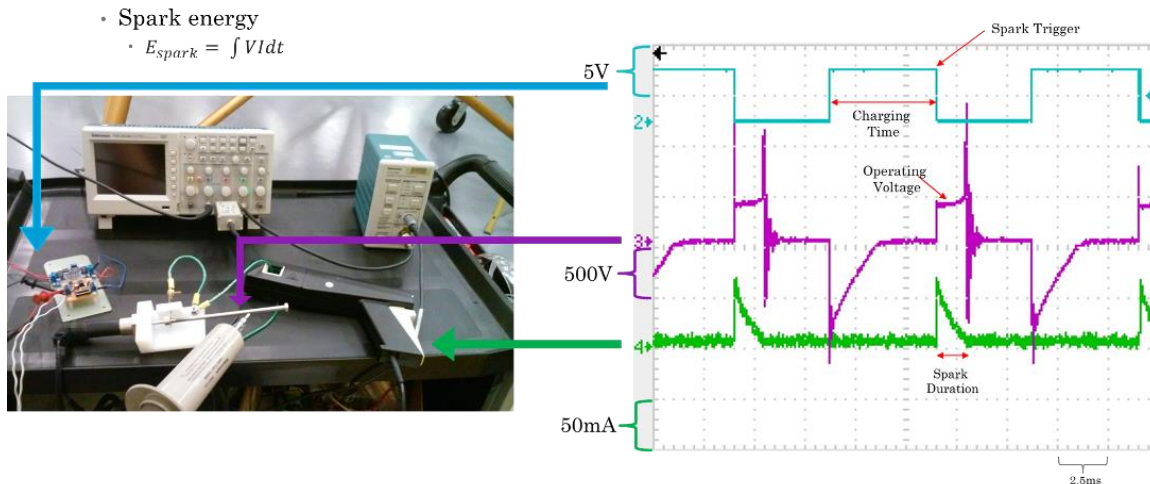 • Spark energy
• E_spark = ∫ VIdt
Spark Trigger
5V
2
Charging
Time
Operating
Voltage
3
500V
4
Spark
Duration
50mA
2.5ms